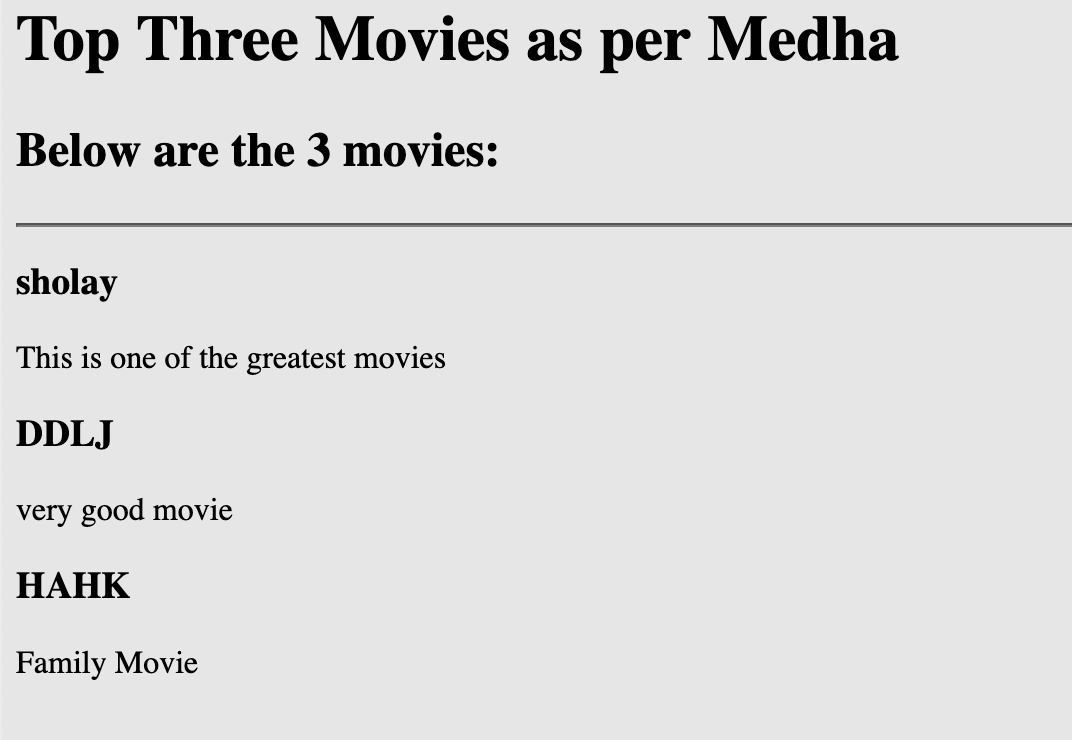 Top Three Movies as per Medha
Below are the 3 movies:
sholay
This is one of the greatest movies
DDLJ
very good movie
HAHK
Family Movie